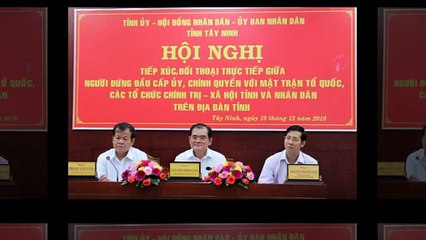 TỈNH ỦY - HỘI ĐỒNG NHÂN DÂN - ỦY BAN NHÂN DÂN
TỈNH TÂY NINH
HỘI NGHỊ
TIẾP XÚC, ĐỐI THOẠI TRỰC TIẾP GIỮA
NGƯỜI ĐỨNG ĐẦU CẤP ỦY, CHÍNH QUYỀN VỚI MẶT TRẬN TỔ QUỐC,
CÁC TỔ CHỨC CHÍNH TRỊ - XÃ HỘI TỈNH VÀ NHÂN DÂN
TRÊN ĐỊA BÀN TỈNH
Tây Ninh, ngày 19 tháng 12 năm 2018